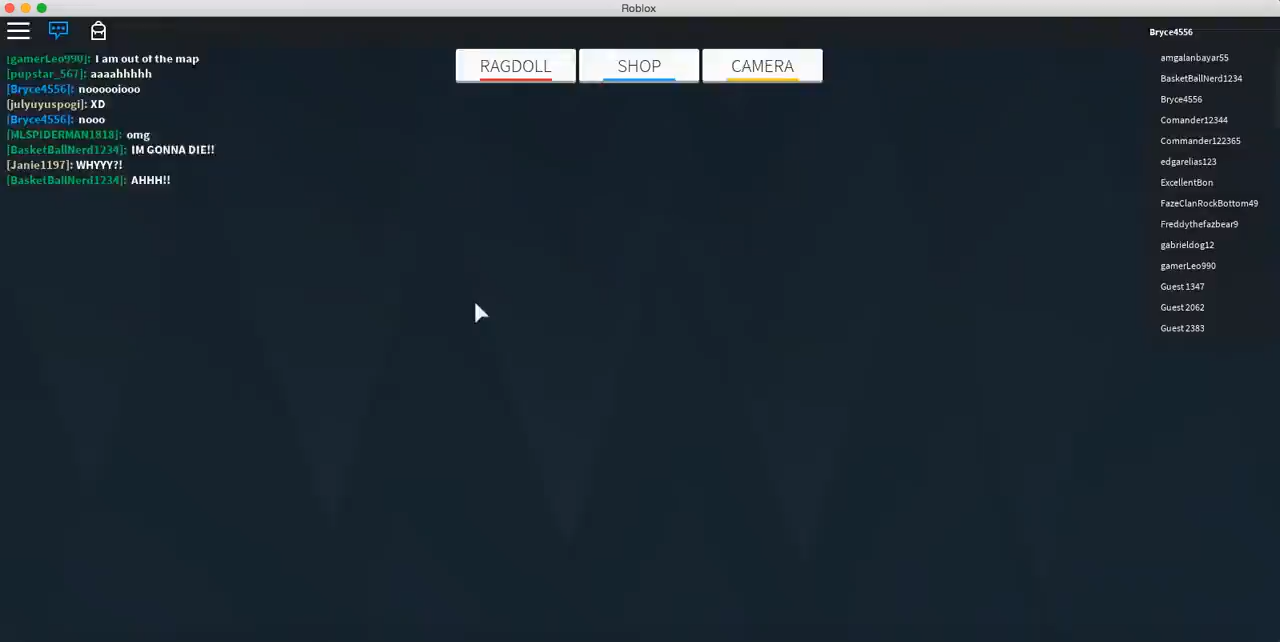 Roblox
Bryce4556
[gamerLeo990]: I am out of the map
[pupstar_567]: aaaahhhhh
[Bryce4556]: noooooiooo
[julyuyuspogi]: XD
[Bryce4556]: nooo
[MLSPIDERMAN1818]: omg
[BasketBallNerd1234]: IM GONNA DIE!!
[Janie1197]: WHYYY?!
[BasketBallNerd1234]: AHHH!!
RAGDOLL
SHOP
CAMERA
amgalanbayar55
BasketBallNerd1234
Bryce4556
Comander12344
Commander122365
edgarelias123
ExcellentBon
FazeClanRockBottom49
Freddythefazbear9
gabrieldog12
gamerLeo990
Guest 1347
Guest 2062
Guest 2383